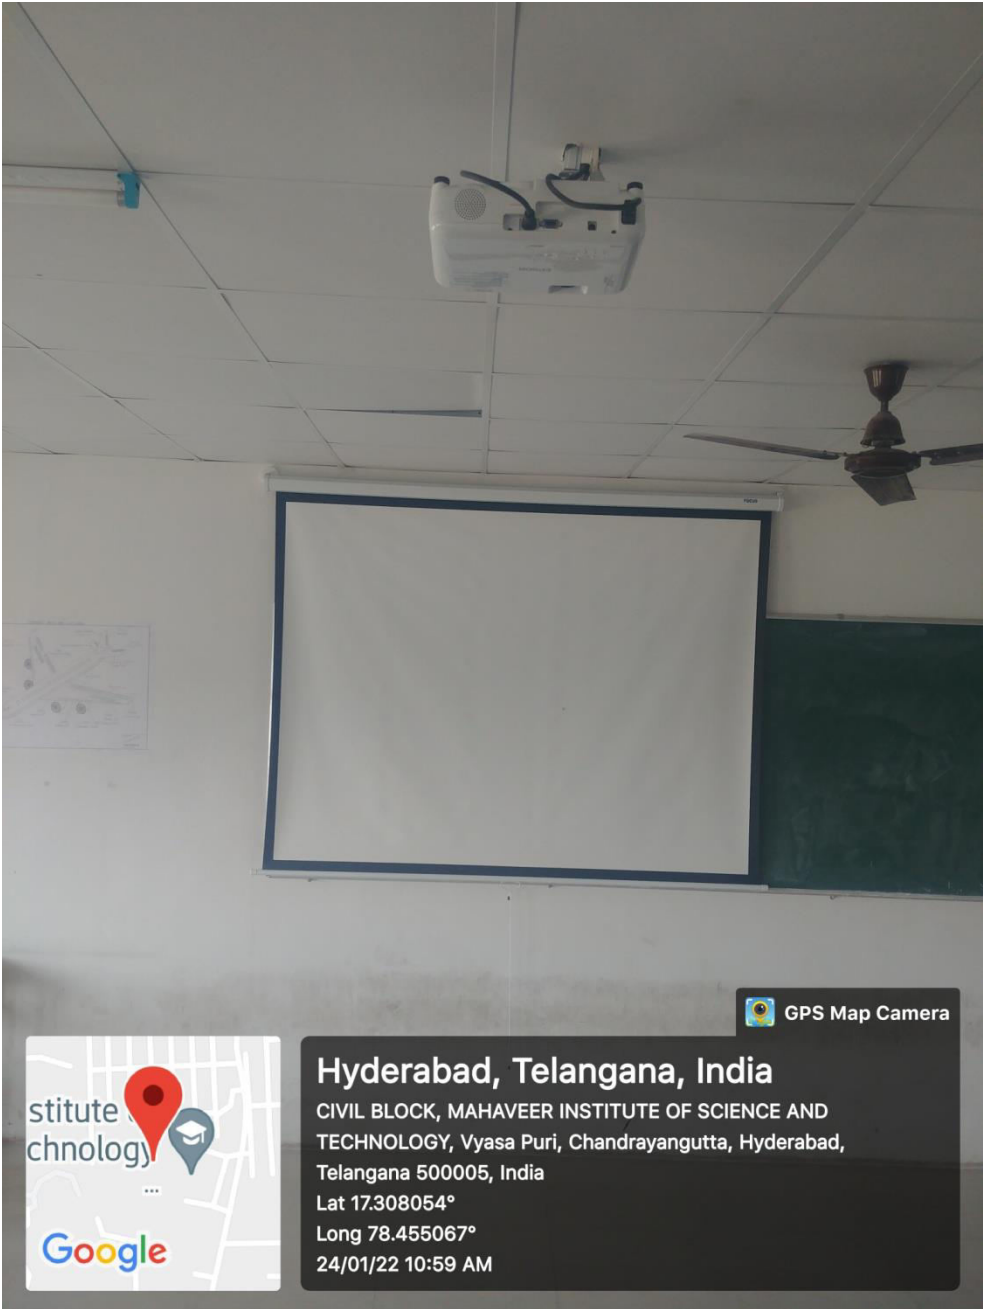 GPS Map Camera
Hyderabad, Telangana, India
CIVIL BLOCK, MAHAVEER INSTITUTE OF SCIENCE AND
TECHNOLOGY, Vyasa Puri, Chandrayangutta, Hyderabad,
Telangana 500005, India
Lat 17.308054°
Long 78.455067°
24/01/22 10:59 AM
stitute
chnology
...
Google